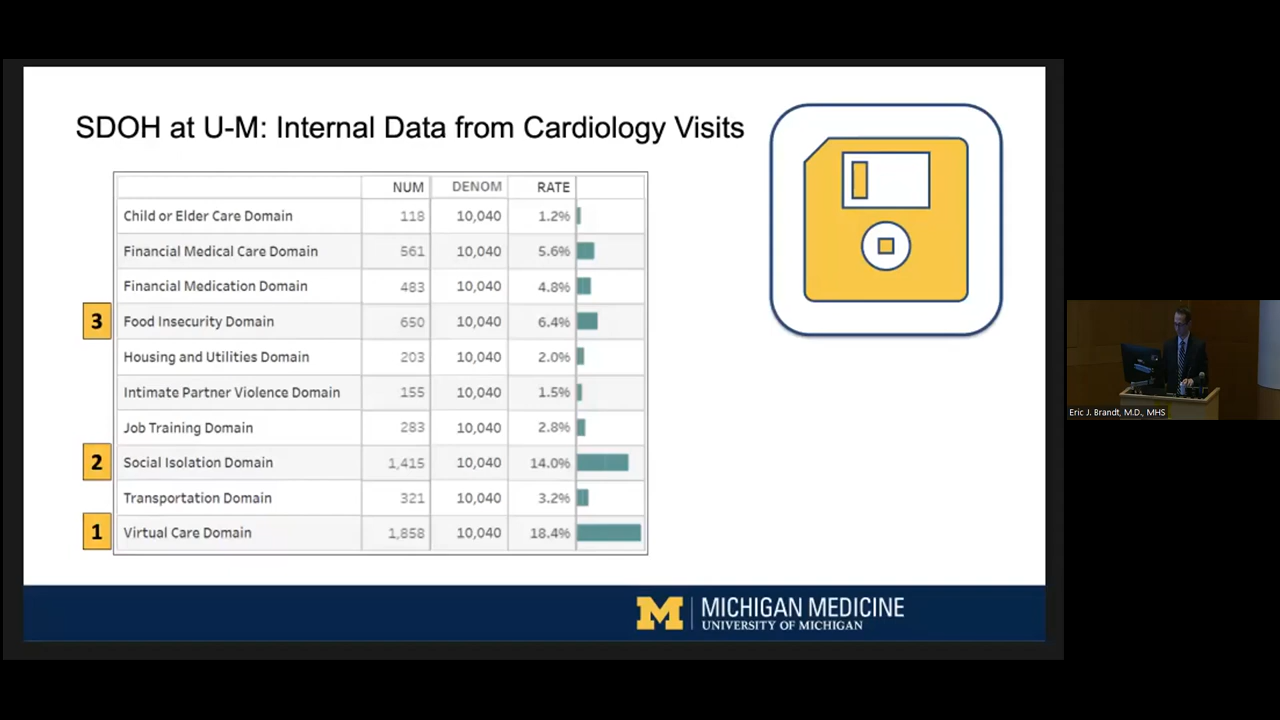 SDOH at U-M: Internal Data from Cardiology Visits
NUM DENOM RATE
Child or Elder Care Domain 118 10,040 1.2%
Financial Medical Care Domain 561 10,040 5.6%
Financial Medication Domain 483 10,040 4.8%
3 Food Insecurity Domain 650 10,040 6.4%
Housing and Utilities Domain 203 10,040 2.0%
Intimate Partner Violence Domain 155 10,040 1.5%
Job Training Domain 283 10,040 2.8%
2 Social Isolation Domain 1,415 10,040 14.0%
Transportation Domain 321 10,040 3.2%
1 Virtual Care Domain 1,858 10,040 18.4%
Eric J. Brandt, M.D., MHS
M MICHIGAN MEDICINE
UNIVERSITY OF MICHIGAN